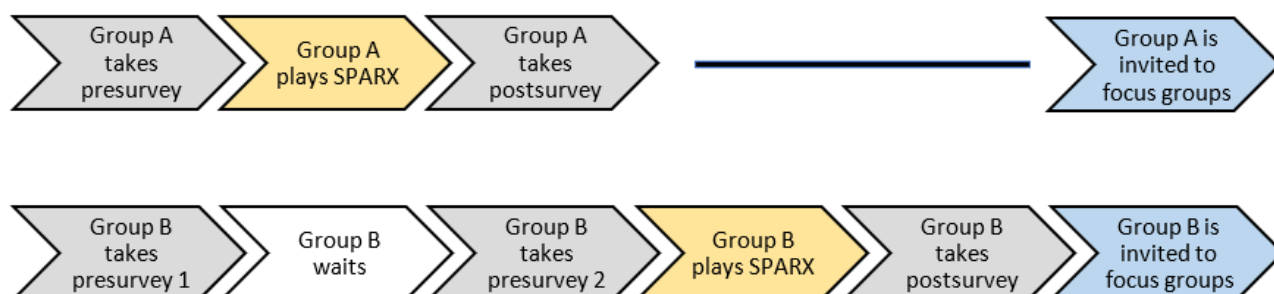 Group A
takes
presurvey
Group A
plays SPARX
Group A
takes
postsurvey
Group A is
invited to
focus groups
Group B
takes
presurvey 1
Group B
waits
Group B
takes
presurvey 2
Group B
plays SPARX
Group B
takes
postsurvey
Group B is
invited to
focus groups